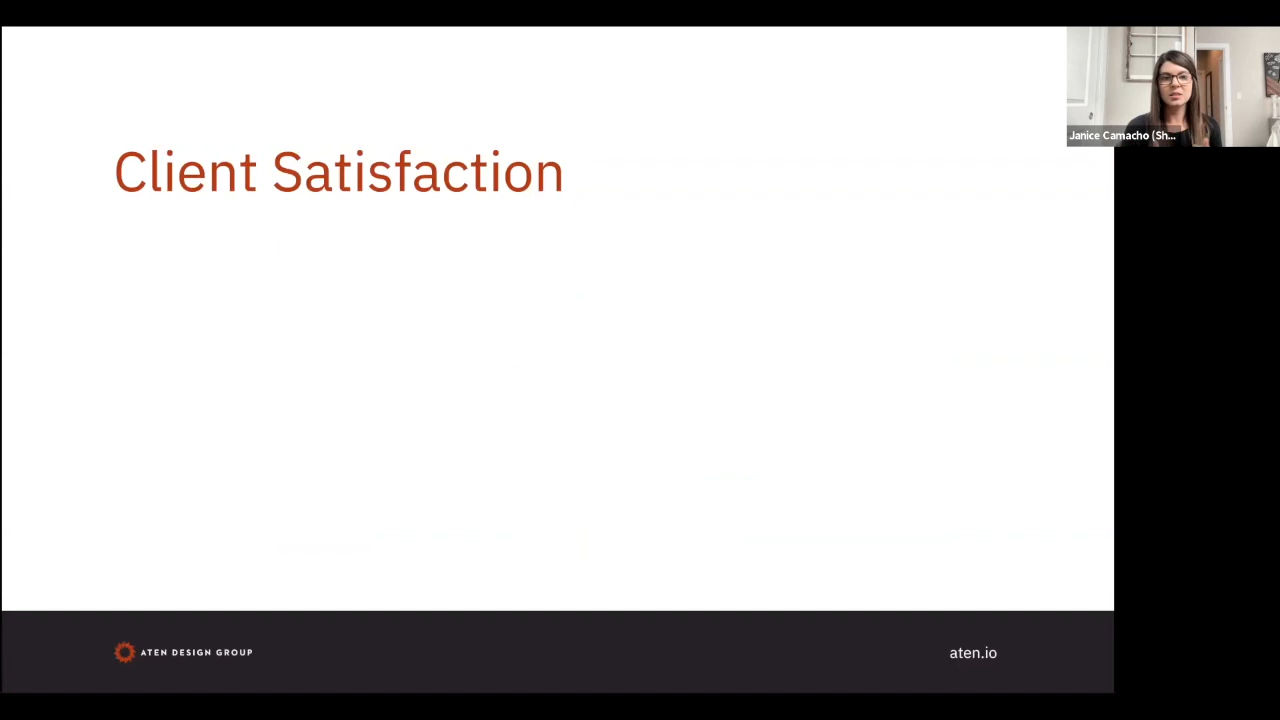 Janice Camacho (Sh...
Client Satisfaction
ATEN DESIGN GROUP
aten.io